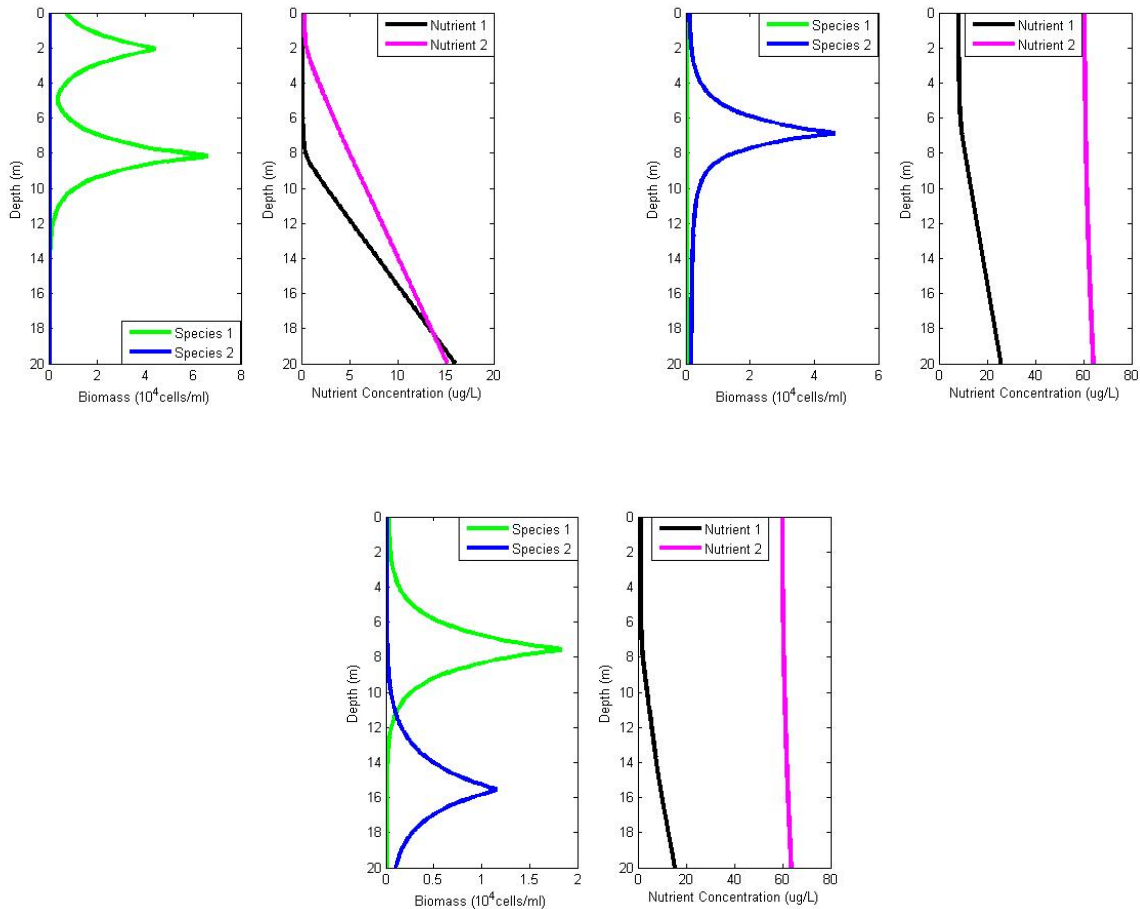 0
2
4
6
8
10
12
14
16
18
20
Depth (m)
Species 1
Species 2
0 2 4 6 8
Biomass (10^4 cells/ml)
0
2
4
6
8
10
12
14
16
18
20
Depth (m)
Nutrient 1
Nutrient 2
0 5 10 15 20
Nutrient Concentration (ug/L)
0
2
4
6
8
10
12
14
16
18
20
Depth (m)
Species 1
Species 2
0 2 4 6
Biomass (10^4 cells/ml)
0
2
4
6
8
10
12
14
16
18
20
Depth (m)
Nutrient 1
Nutrient 2
0 20 40 60 80
Nutrient Concentration (ug/L)
0
2
4
6
8
10
12
14
16
18
20
Depth (m)
Species 1
Species 2
0 0.5 1 1.5 2
Biomass (10^4 cells/ml)
0
2
4
6
8
10
12
14
16
18
20
Depth (m)
Nutrient 1
Nutrient 2
0 20 40 60 80
Nutrient Concentration (ug/L)